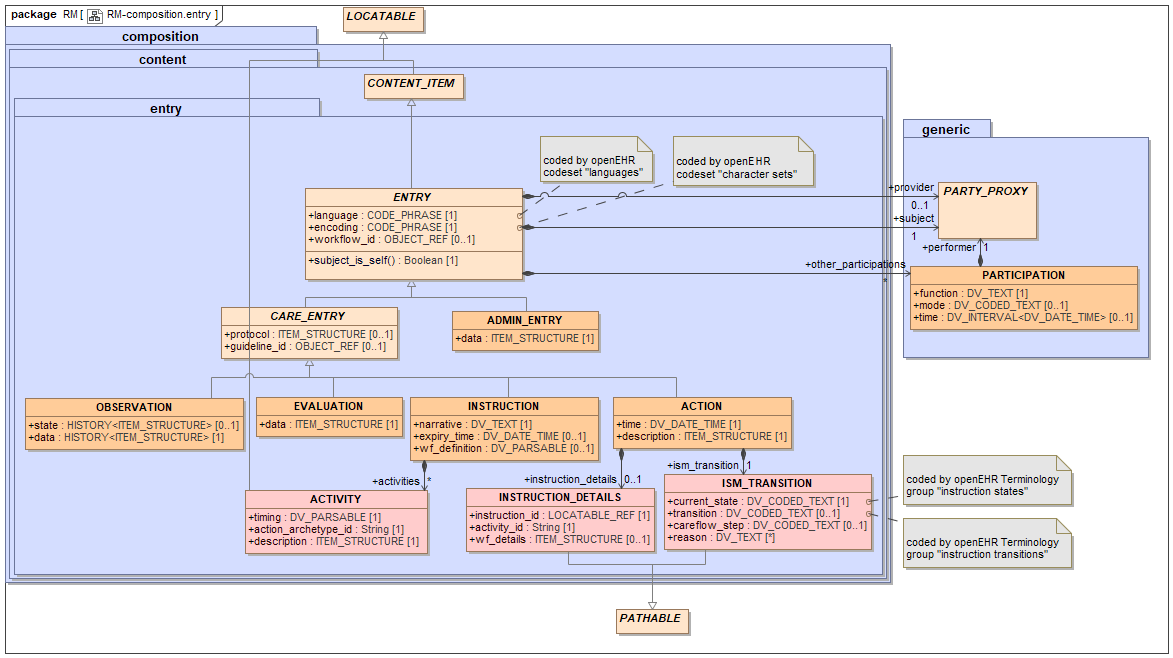 package RM [ RM-composition.entry ]
LOCATABLE
composition
content
CONTENT_ITEM
entry
generic
coded by openEHR
codeset "languages"
coded by openEHR
codeset "character sets"
ENTRY
+language : CODE_PHRASE [1]
+encoding : CODE_PHRASE [1]
+workflow_id : OBJECT_REF [0..1]
+subject_is_self() : Boolean [1]
+provider
0..1
+subject
1
PARTY_PROXY
+performer
1
+other_participations
*
PARTICIPATION
+function : DV_TEXT [1]
+mode : DV_CODED_TEXT [0..1]
+time : DV_INTERVAL<DV_DATE_TIME> [0..1]
CARE_ENTRY
+protocol : ITEM_STRUCTURE [0..1]
+guideline_id : OBJECT_REF [0..1]
ADMIN_ENTRY
+data : ITEM_STRUCTURE [1]
OBSERVATION
+state : HISTORY<ITEM_STRUCTURE> [0..1]
+data : HISTORY<ITEM_STRUCTURE> [1]
EVALUATION
+data : ITEM_STRUCTURE [1]
INSTRUCTION
+narrative : DV_TEXT [1]
+expiry_time : DV_DATE_TIME [0..1]
+wf_definition : DV_PARSABLE [0..1]
ACTION
+time : DV_DATE_TIME [1]
+description : ITEM_STRUCTURE [1]
+activities
*
+instruction_details
0..1
+ism_transition
1
ACTIVITY
+timing : DV_PARSABLE [1]
+action_archetype_id : String [1]
+description : ITEM_STRUCTURE [1]
INSTRUCTION_DETAILS
+instruction_id : LOCATABLE_REF [1]
+activity_id : String [1]
+wf_details : ITEM_STRUCTURE [0..1]
ISM_TRANSITION
+current_state : DV_CODED_TEXT [1]
+transition : DV_CODED_TEXT [0..1]
+careflow_step : DV_CODED_TEXT [0..1]
+reason : DV_TEXT [*]
coded by openEHR Terminology
group "instruction states"
coded by openEHR Terminology
group "instruction transitions"
PATHABLE